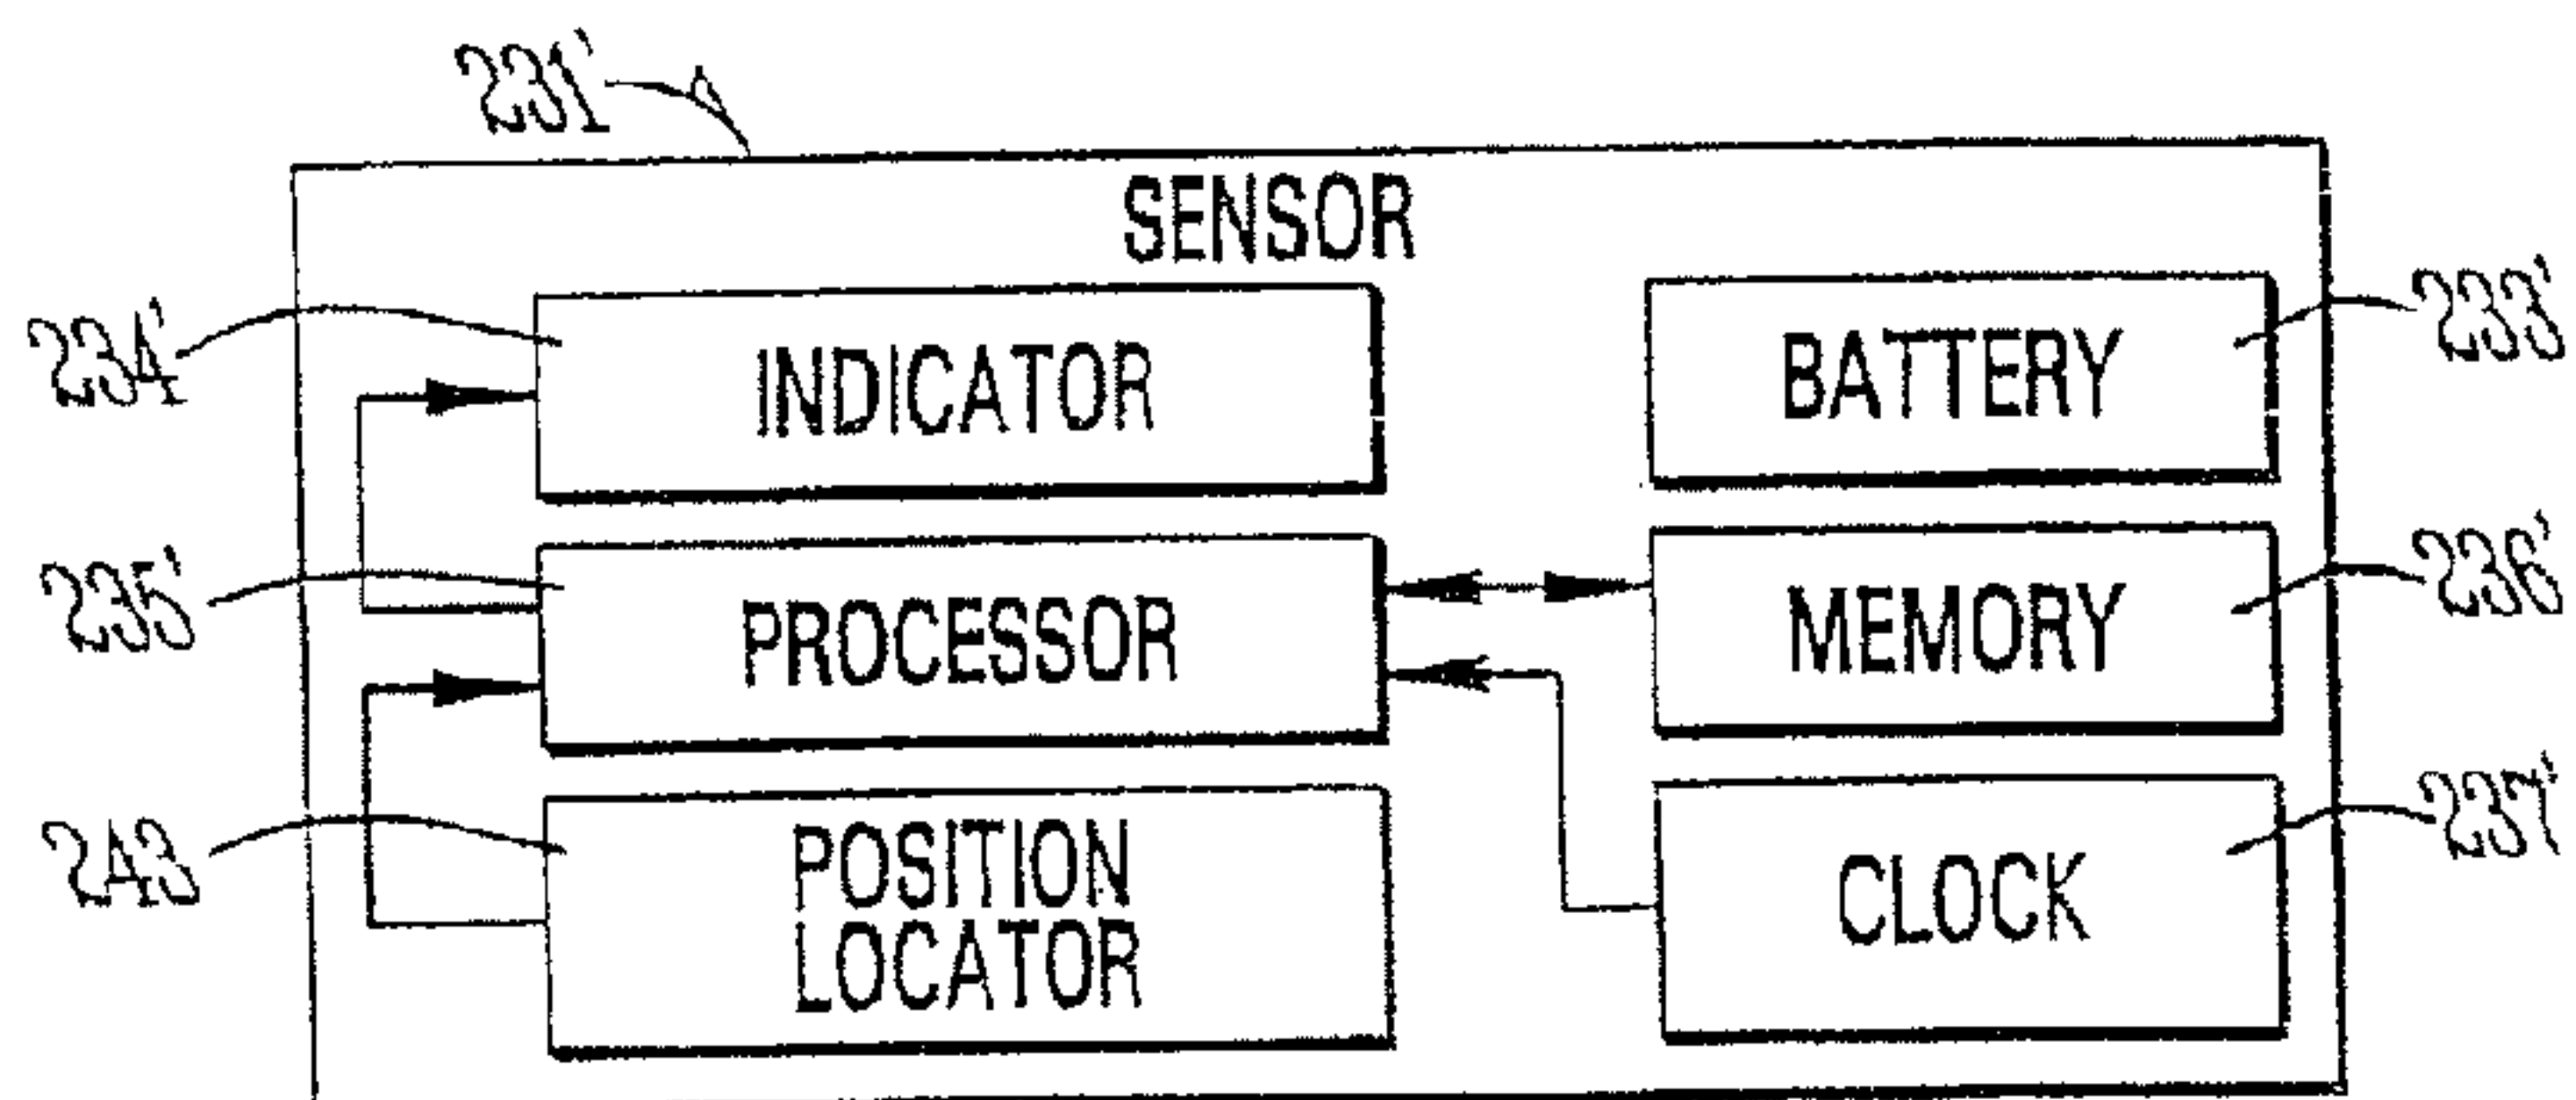 231'
SENSOR
234'
INDICATOR
BATTERY
233'
235'
PROCESSOR
MEMORY
236'
243
POSITION
LOCATOR
CLOCK
237'